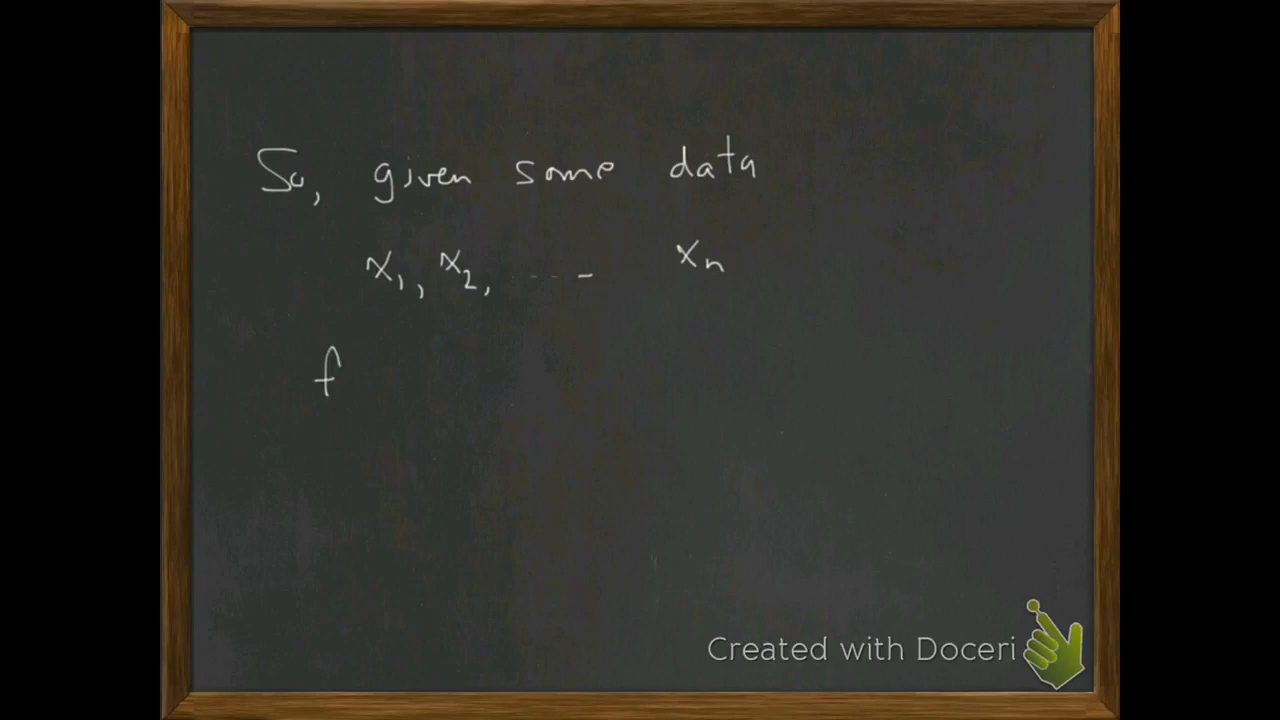 So, given some data
x₁, x₂, ..... – xₙ
f
Created with Doceri